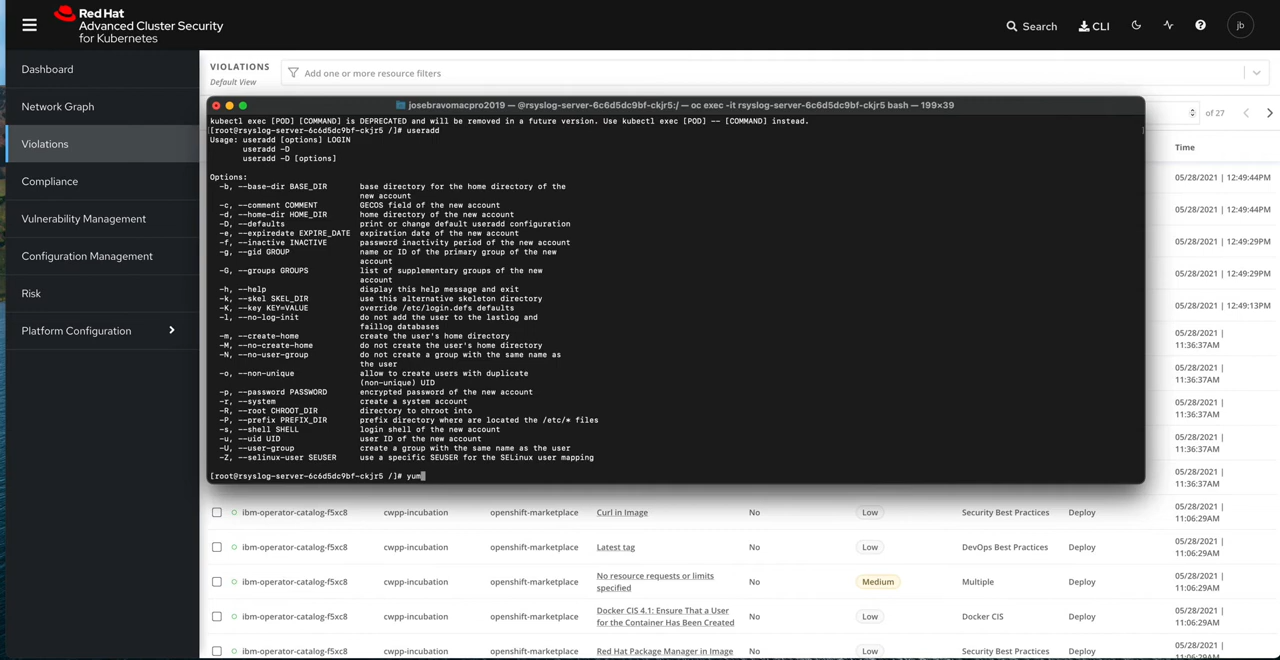 Red Hat
Advanced Cluster Security
for Kubernetes
Search
CLI
jb
Dashboard
Network Graph
Violations
Compliance
Vulnerability Management
Configuration Management
Risk
Platform Configuration
VIOLATIONS
Default View
Add one or more resource filters
of 27
Time
05/28/2021 | 12:49:44PM
05/28/2021 | 12:49:44PM
05/28/2021 | 12:49:29PM
05/28/2021 | 12:49:29PM
05/28/2021 | 12:49:13PM
05/28/2021 |
11:36:37AM
05/28/2021 |
11:36:37AM
05/28/2021 |
11:36:37AM
05/28/2021 |
11:36:37AM
05/28/2021 |
11:36:37AM
josebravomacpro2019 — @rsyslog-server-6c6d5dc9bf-ckjr5:/ — oc exec -it rsyslog-server-6c6d5dc9bf-ckjr5 bash — 199×39
kubectl exec [POD] [COMMAND] is DEPRECATED and will be removed in a future version. Use kubectl exec [POD] -- [COMMAND] instead.
[[root@rsyslog-server-6c6d5dc9bf-ckjr5 /]# useradd
Usage: useradd [options] LOGIN
useradd -D
useradd -D [options]
Options:
-b, --base-dir BASE_DIR base directory for the home directory of the
new account
-c, --comment COMMENT GECOS field of the new account
-d, --home-dir HOME_DIR home directory of the new account
-D, --defaults print or change default useradd configuration
-e, --expiredate EXPIRE_DATE expiration date of the new account
-f, --inactive INACTIVE password inactivity period of the new account
-g, --gid GROUP name or ID of the primary group of the new
account
-G, --groups GROUPS list of supplementary groups of the new
account
-h, --help display this help message and exit
-k, --skel SKEL_DIR use this alternative skeleton directory
-K, --key KEY=VALUE override /etc/login.defs defaults
-l, --no-log-init do not add the user to the lastlog and
faillog databases
-m, --create-home create the user's home directory
-M, --no-create-home do not create the user's home directory
-N, --no-user-group do not create a group with the same name as
the user
-o, --non-unique allow to create users with duplicate
(non-unique) UID
-p, --password PASSWORD encrypted password of the new account
-r, --system create a system account
-R, --root CHROOT_DIR directory to chroot into
-P, --prefix PREFIX_DIR prefix directory where are located the /etc/* files
-s, --shell SHELL login shell of the new account
-u, --uid UID user ID of the new account
-U, --user-group create a group with the same name as the user
-Z, --selinux-user SEUSER use a specific SEUSER for the SELinux user mapping
[root@rsyslog-server-6c6d5dc9bf-ckjr5 /]# yum
ibm-operator-catalog-f5xc8 cwpp-incubation openshift-marketplace Curl in Image No Low Security Best Practices Deploy 05/28/2021 |
11:06:29AM
ibm-operator-catalog-f5xc8 cwpp-incubation openshift-marketplace Latest tag No Low DevOps Best Practices Deploy 05/28/2021 |
11:06:29AM
ibm-operator-catalog-f5xc8 cwpp-incubation openshift-marketplace No resource requests or limits No Medium Multiple Deploy 05/28/2021 |
specified 11:06:29AM
ibm-operator-catalog-f5xc8 cwpp-incubation openshift-marketplace Docker CIS 4.1: Ensure That a User No Low Docker CIS Deploy 05/28/2021 |
for the Container Has Been Created 11:06:29AM
ibm-operator-catalog-f5xc8 cwpp-incubation openshift-marketplace Red Hat Package Manager in Image No Low Security Best Practices Deploy 05/28/2021 |
11:06:29AM